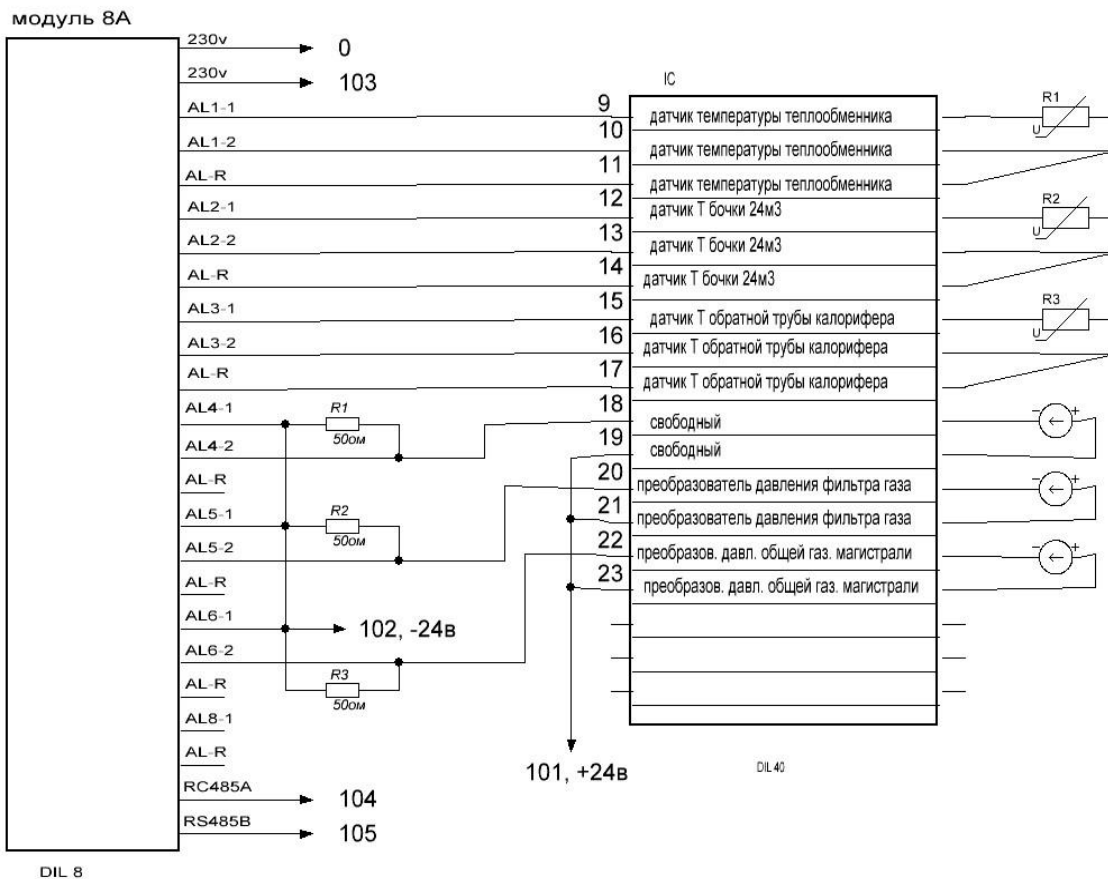 модуль 8А
230v
0
230v
103
AL1-1
AL1-2
AL-R
AL2-1
AL2-2
AL-R
AL3-1
AL3-2
AL-R
AL4-1
AL4-2
AL-R
AL5-1
AL5-2
AL-R
AL6-1
AL6-2
AL-R
AL8-1
AL-R
RC485A
104
RS485B
105
DIL 8
R1
50ом
R2
50ом
102, -24в
R3
50ом
101, +24в
IC
9
датчик температуры теплообменника
10
датчик температуры теплообменника
11
датчик температуры теплообменника
12
датчик Т бочки 24м3
13
датчик Т бочки 24м3
14
датчик Т бочки 24м3
15
датчик Т обратной трубы калорифера
16
датчик Т обратной трубы калорифера
17
датчик Т обратной трубы калорифера
18
свободный
19
свободный
20
преобразователь давления фильтра газа
21
преобразователь давления фильтра газа
22
преобразов. давл. общей газ. магистрали
23
преобразов. давл. общей газ. магистрали
DIL 40
R1
U
R2
U
R3
U
- +
- +
- +